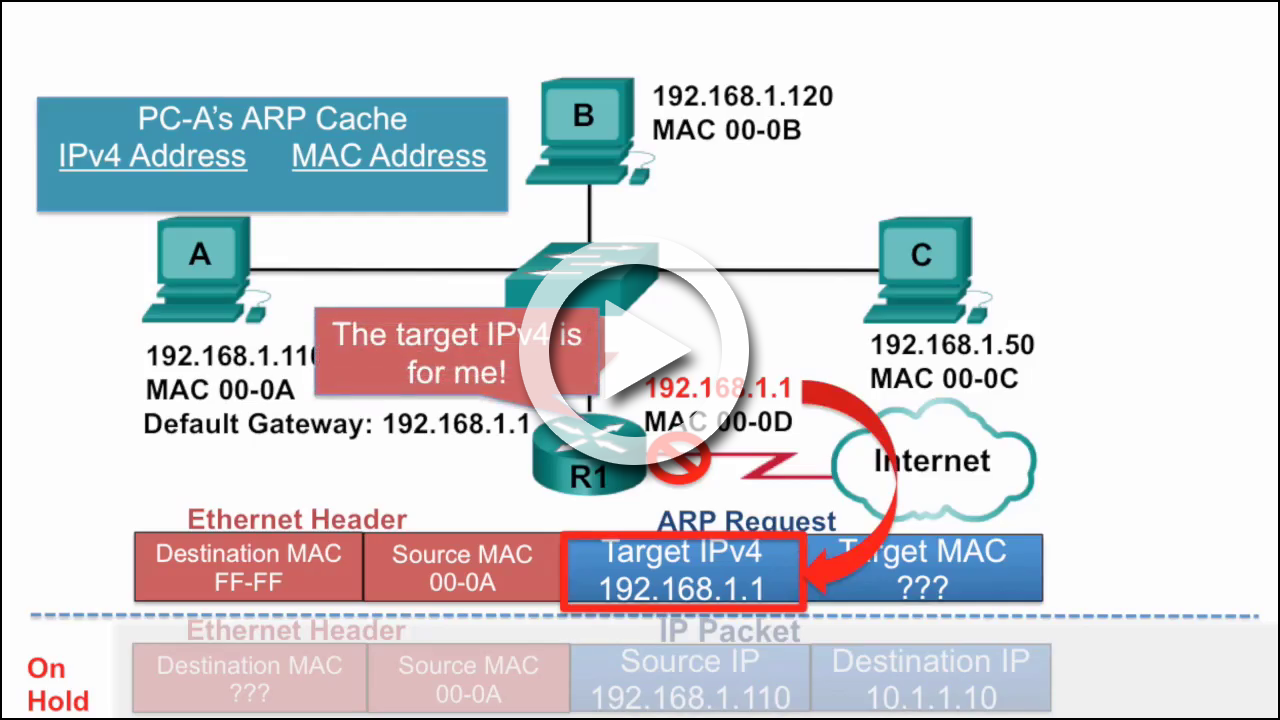 PC-A's ARP Cache
IPv4 Address MAC Address
B
192.168.1.120
MAC 00-0B
A
C
192.168.1.110
MAC 00-0A
Default Gateway: 192.168.1.1
The target IPv4 is
for me!
192.168.1.1
MAC 00-0D
192.168.1.50
MAC 00-0C
R1
Internet
Ethernet Header
ARP Request
Destination MAC
FF-FF
Source MAC
00-0A
Target IPv4
192.168.1.1
Target MAC
???
On
Hold
Ethernet Header
IP Packet
Destination MAC
???
Source MAC
00-0A
Source IP
192.168.1.110
Destination IP
10.1.1.10